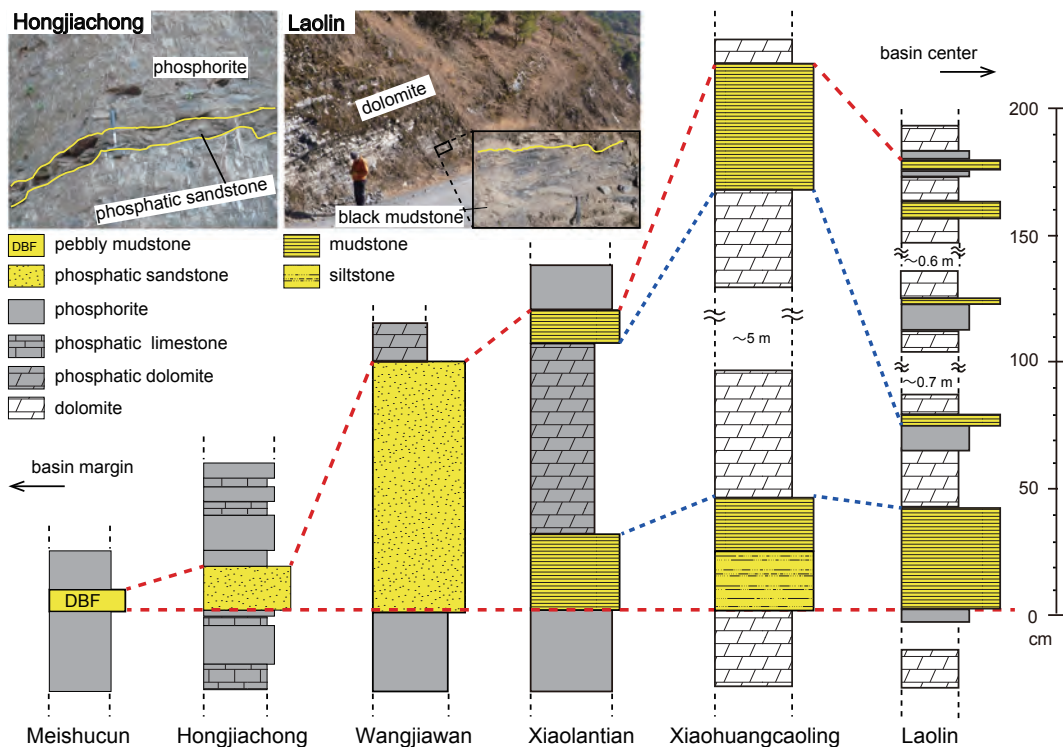 Hongjiachong
Laolin
phosphorite
phosphatic sandstone
dolomite
black mudstone
basin center
DBF pebbly mudstone
phosphatic sandstone
phosphorite
phosphatic limestone
phosphatic dolomite
dolomite
mudstone
siltstone
basin margin
DBF
~5 m
~0.6 m
~0.7 m
200
150
100
50
0
cm
Meishucun
Hongjiachong
Wangjiawan
Xiaolantian
Xiaohuangcaoling
Laolin